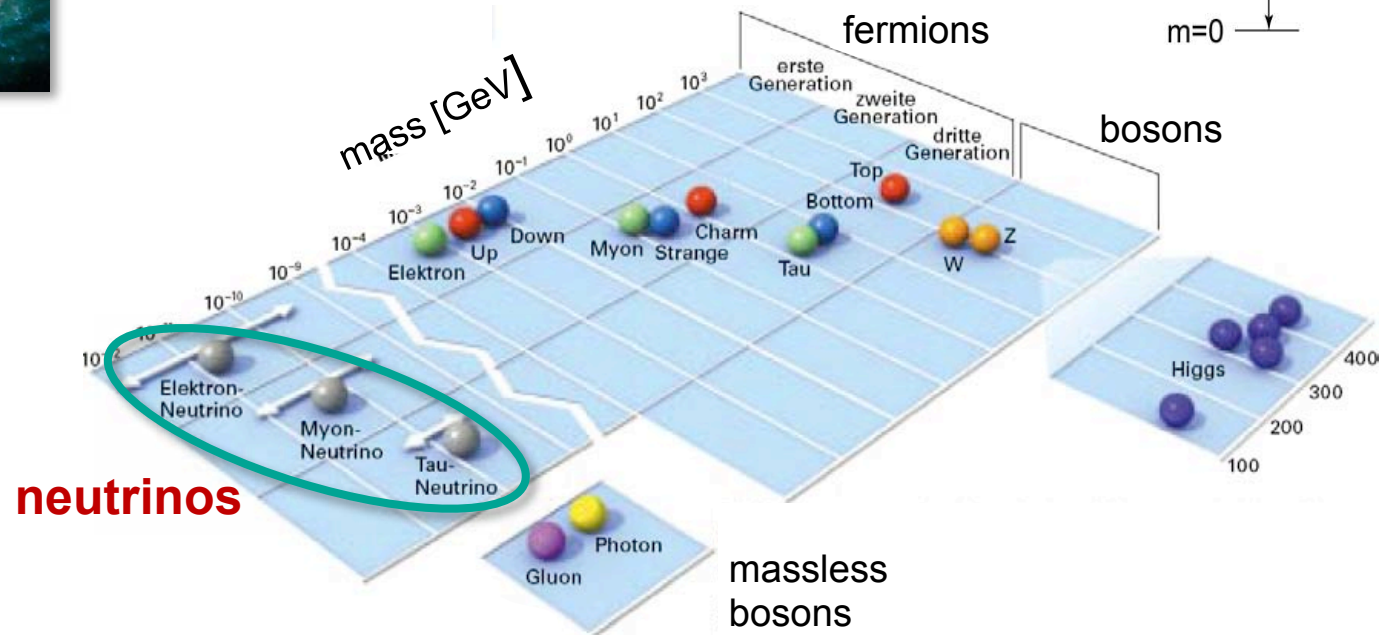 fermions
m=0
erste
Generation
zweite
Generation
dritte
Generation
bosons
mass [GeV]
10³
10²
10¹
10⁰
10⁻¹
10⁻²
10⁻³
10⁻⁴
10⁻⁹
10⁻¹⁰
Top
Bottom
Down
Up
Elektron
Myon
Strange
Charm
Tau
W
Z
Higgs
400
300
200
100
Elektron-
Neutrino
Myon-
Neutrino
Tau-
Neutrino
neutrinos
Photon
Gluon
massless
bosons